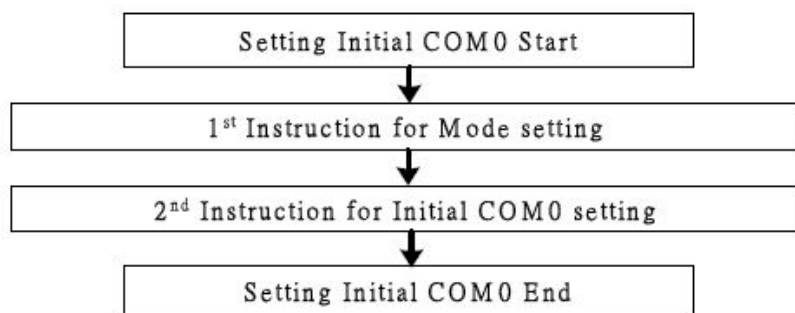 Setting Initial COM0 Start
1st Instruction for Mode setting
2nd Instruction for Initial COM0 setting
Setting Initial COM0 End